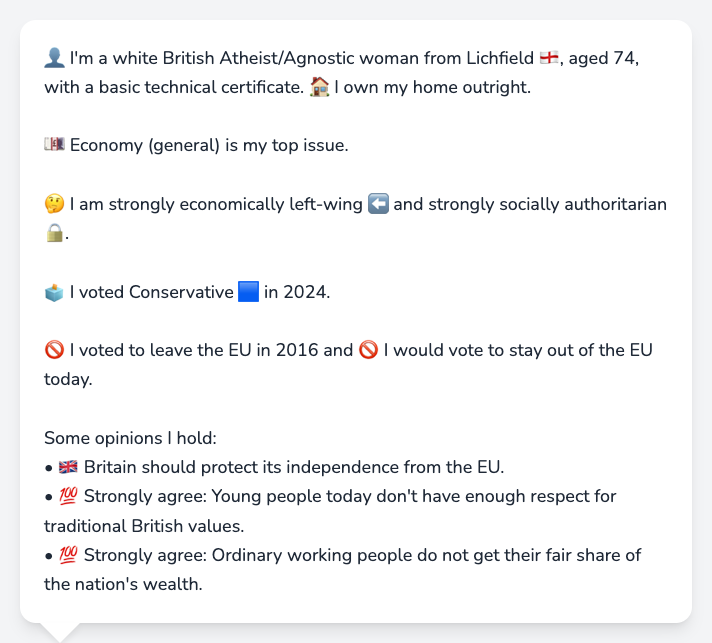 👤 I'm a white British Atheist/Agnostic woman from Lichfield 🏴󠁧󠁢󠁥󠁮󠁧󠁿, aged 74,
with a basic technical certificate. 🏠 I own my home outright.
💷 Economy (general) is my top issue.
🤔 I am strongly economically left-wing ⬅️ and strongly socially authoritarian
🔒.
🗳️ I voted Conservative 🟦 in 2024.
🚫 I voted to leave the EU in 2016 and 🚫 I would vote to stay out of the EU
today.
Some opinions I hold:
• 🇬🇧 Britain should protect its independence from the EU.
• 💯 Strongly agree: Young people today don't have enough respect for
traditional British values.
• 💯 Strongly agree: Ordinary working people do not get their fair share of
the nation's wealth.